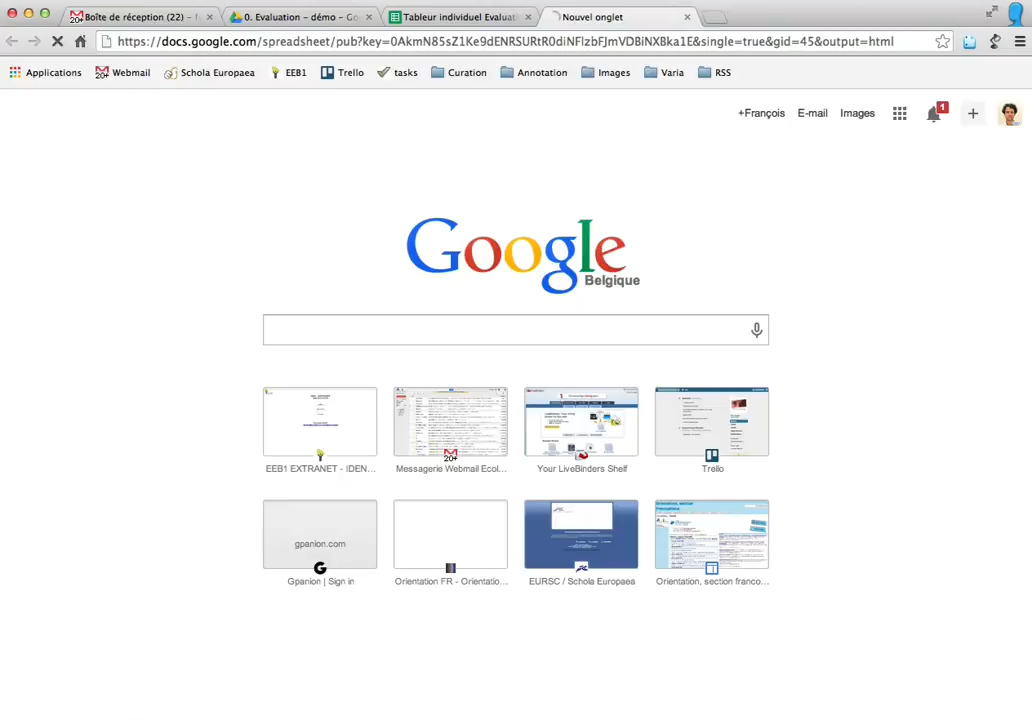 Boîte de réception (22) -
0. Evaluation - démo - Go
Tableur individuel Evaluat
Nouvel onglet
https://docs.google.com/spreadsheet/pub?key=0AkmN85sZ1Ke9dENRSURtR0diNFlzbFJmVDBiNXBka1E&single=true&gid=45&output=html
Applications
Webmail
Schola Europaea
EEB1
Trello
tasks
Curation
Annotation
Images
Varia
RSS
+François
E-mail
Images
1
Google
Belgique
EEB1 EXTRANET - IDEN...
Messagerie Webmail Ecol...
Your LiveBinders Shelf
Trello
gpanion.com
Gpanion | Sign in
Orientation FR - Orientatio...
EURSC / Schola Europaea
Orientation, section franco...